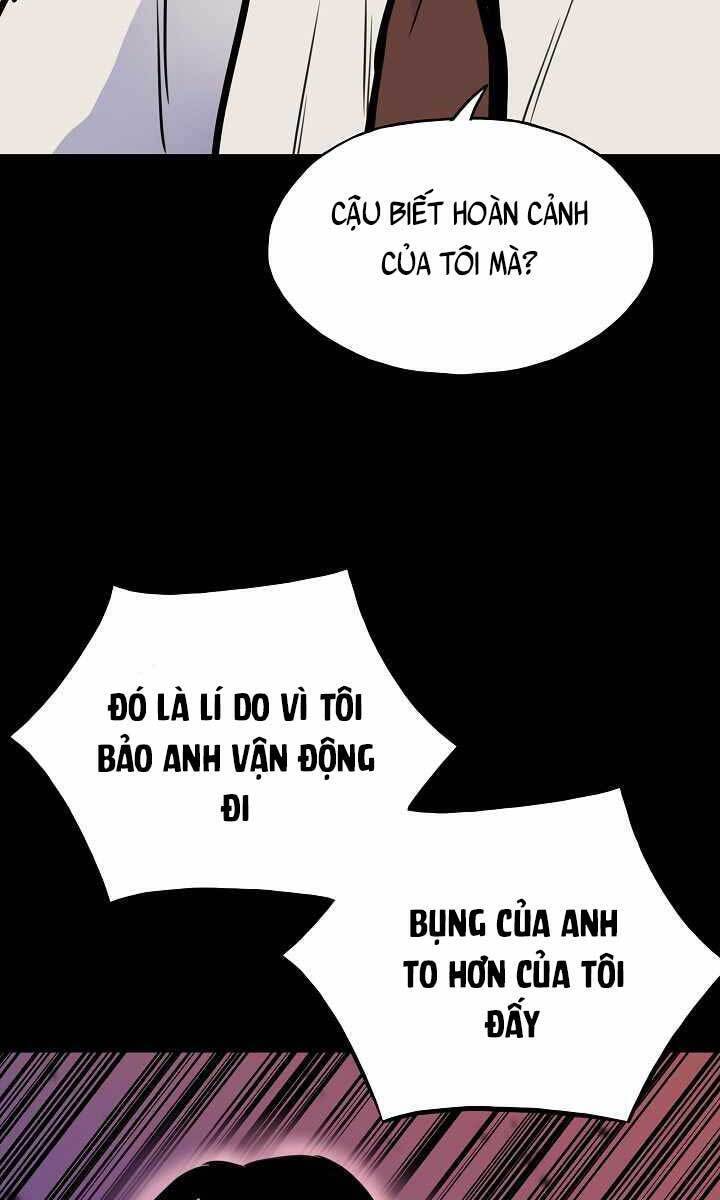 CẬU BIẾT HOÀN CẢNH
CỦA TÔI MÀ?
ĐÓ LÀ LÍ DO VÌ TÔI
BẢO ANH VẬN ĐỘNG
ĐI
BỤNG CỦA ANH
TO HƠN CỦA TÔI
ĐẤY